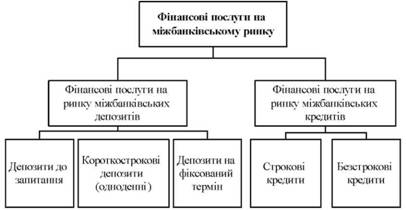 Фінансові послуги на
міжбанківському ринку
Фінансові послуги на
ринку міжбанківських
депозитів
Фінансові послуги на
ринку міжбанківських
кредитів
Депозити до
запитання
Короткострокові
депозити
(одноденні)
Депозити на
фіксований
термін
Строкові
кредити
Безстрокові
кредити